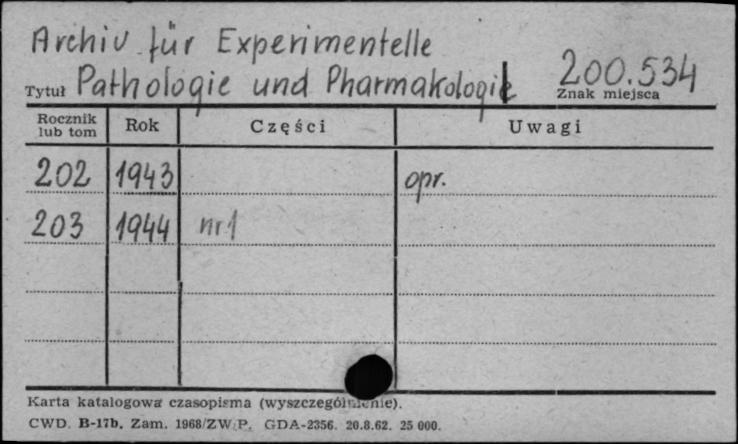 Archiv für Experimentelle
Tytuł Pathologie und Pharmakologie 200.534
Znak miejsca
Rocznik lub tom Rok Części Uwagi
202 1943 opr.
203 1944 nr 1
Karta katalogowa czasopisma (wyszczególnienie).
CWD. B-17b. Zam. 1968/ZW/P. GDA-2356. 20.8.62. 25 000.